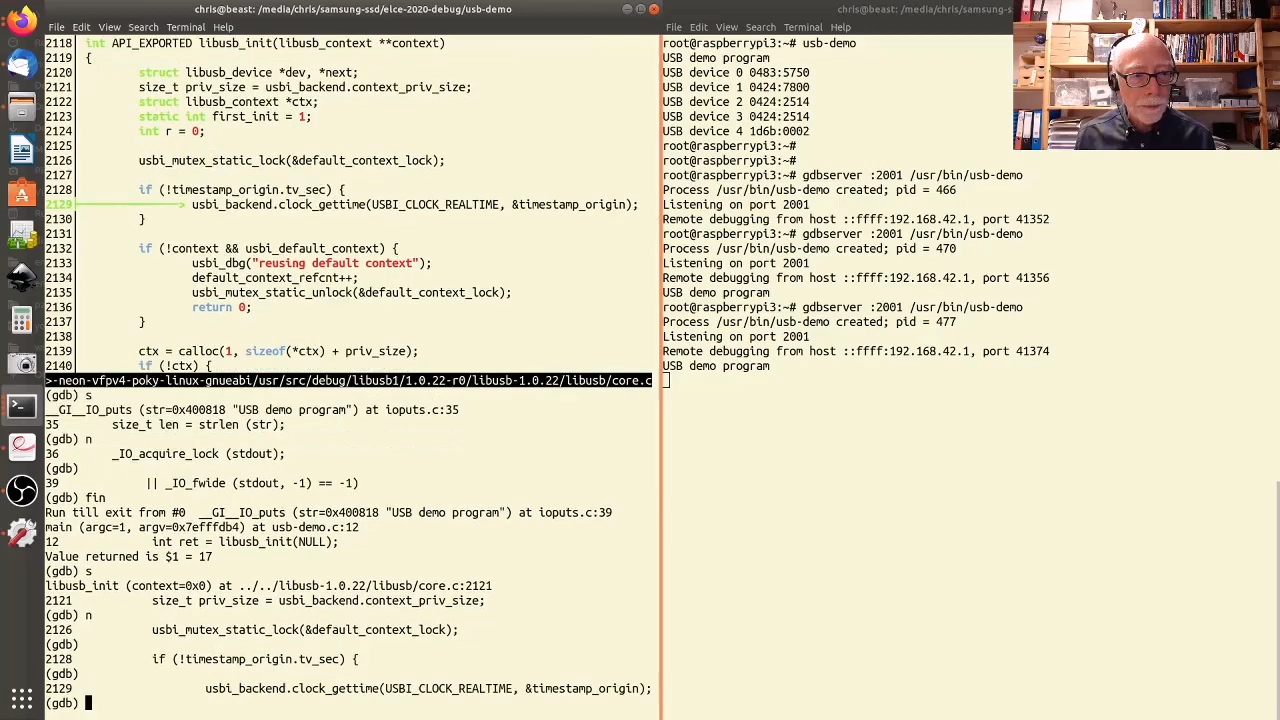 chris@beast: /media/chris/samsung-ssd/elce-2020-debug/usb-demo
File Edit View Search Terminal Help
2118 int API_EXPORTED libusb_init(libusb_context **context)
2119 {
2120 struct libusb_device *dev, *next;
2121 size_t priv_size = usbi_backend.context_priv_size;
2122 struct libusb_context *ctx;
2123 static int first_init = 1;
2124 int r = 0;
2125
2126 usbi_mutex_static_lock(&default_context_lock);
2127
2128 if (!timestamp_origin.tv_sec) {
2129 > usbi_backend.clock_gettime(USBI_CLOCK_REALTIME, &timestamp_origin);
2130 }
2131
2132 if (!context && usbi_default_context) {
2133 usbi_dbg("reusing default context");
2134 default_context_refcnt++;
2135 usbi_mutex_static_unlock(&default_context_lock);
2136 return 0;
2137 }
2138
2139 ctx = calloc(1, sizeof(*ctx) + priv_size);
2140 if (!ctx) {
>-neon-vfpv4-poky-linux-gnueabi/usr/src/debug/libusb1/1.0.22-r0/libusb-1.0.22/libusb/core.c
(gdb) s
__GI__IO_puts (str=0x400818 "USB demo program") at ioputs.c:35
35 size_t len = strlen (str);
(gdb) n
36 _IO_acquire_lock (stdout);
(gdb)
39 || _IO_fwide (stdout, -1) == -1)
(gdb) fin
Run till exit from #0 __GI__IO_puts (str=0x400818 "USB demo program") at ioputs.c:39
main (argc=1, argv=0x7efffdb4) at usb-demo.c:12
12 int ret = libusb_init(NULL);
Value returned is $1 = 17
(gdb) s
libusb_init (context=0x0) at ../../libusb-1.0.22/libusb/core.c:2121
2121 size_t priv_size = usbi_backend.context_priv_size;
(gdb) n
2126 usbi_mutex_static_lock(&default_context_lock);
(gdb)
2128 if (!timestamp_origin.tv_sec) {
(gdb)
2129 usbi_backend.clock_gettime(USBI_CLOCK_REALTIME, &timestamp_origin);
(gdb)
chris@beast: /media/chris/samsung-ss
File Edit View Search Terminal Help
root@raspberrypi3:~# usb-demo
USB demo program
USB device 0 0483:5750
USB device 1 0424:7800
USB device 2 0424:2514
USB device 3 0424:2514
USB device 4 1d6b:0002
root@raspberrypi3:~#
root@raspberrypi3:~#
root@raspberrypi3:~# gdbserver :2001 /usr/bin/usb-demo
Process /usr/bin/usb-demo created; pid = 466
Listening on port 2001
Remote debugging from host ::ffff:192.168.42.1, port 41352
root@raspberrypi3:~# gdbserver :2001 /usr/bin/usb-demo
Process /usr/bin/usb-demo created; pid = 470
Listening on port 2001
Remote debugging from host ::ffff:192.168.42.1, port 41356
USB demo program
root@raspberrypi3:~# gdbserver :2001 /usr/bin/usb-demo
Process /usr/bin/usb-demo created; pid = 477
Listening on port 2001
Remote debugging from host ::ffff:192.168.42.1, port 41374
USB demo program